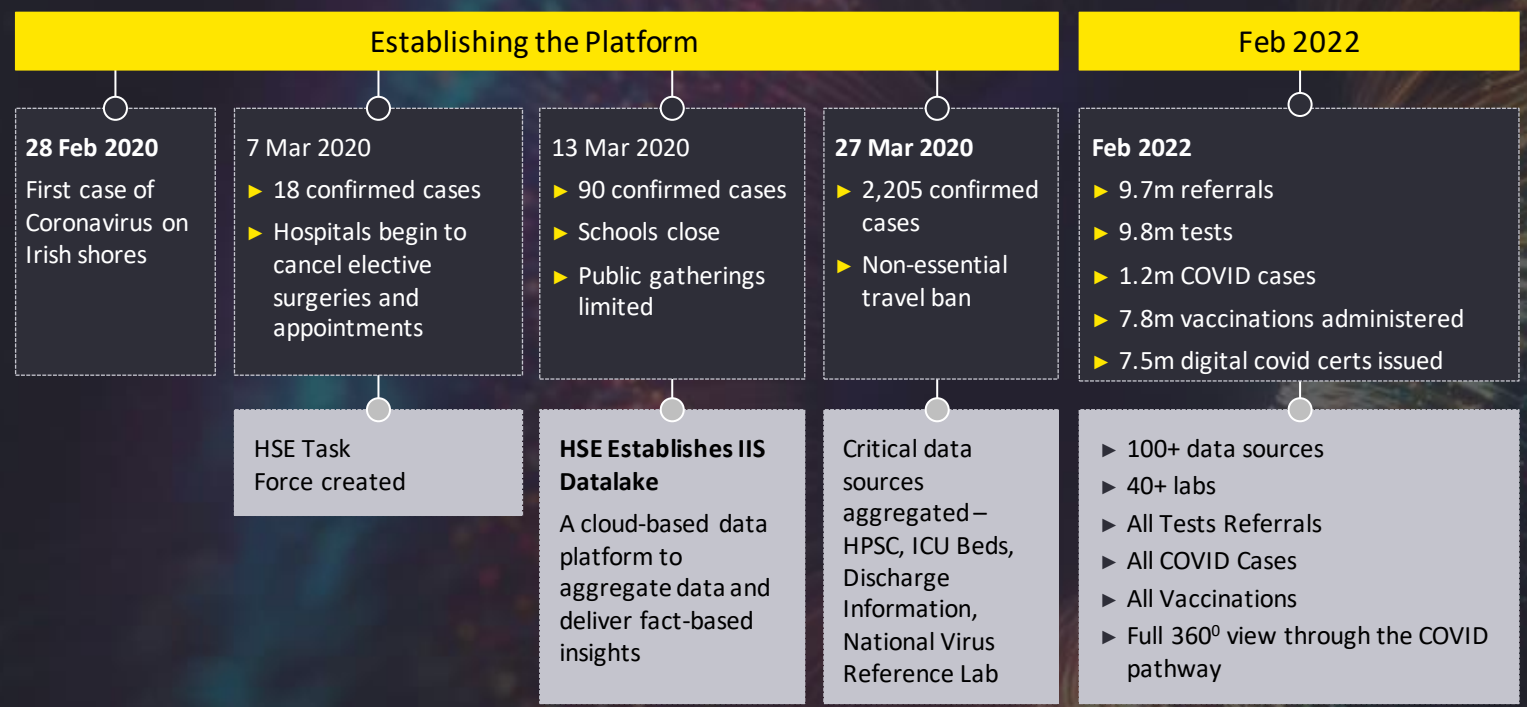 Establishing the Platform
Feb 2022
28 Feb 2020
First case of
Coronavirus on
Irish shores
7 Mar 2020
► 18 confirmed cases
► Hospitals begin to
cancel elective
surgeries and
appointments
13 Mar 2020
► 90 confirmed cases
► Schools close
► Public gatherings
limited
27 Mar 2020
► 2,205 confirmed
cases
► Non-essential
travel ban
Feb 2022
► 9.7m referrals
► 9.8m tests
► 1.2m COVID cases
► 7.8m vaccinations administered
► 7.5m digital covid certs issued
HSE Task
Force created
HSE Establishes IIS
Datalake
A cloud-based data
platform to
aggregate data and
deliver fact-based
insights
Critical data
sources
aggregated –
HPSC, ICU Beds,
Discharge
Information,
National Virus
Reference Lab
► 100+ data sources
► 40+ labs
► All Tests Referrals
► All COVID Cases
► All Vaccinations
► Full 360⁰ view through the COVID
pathway